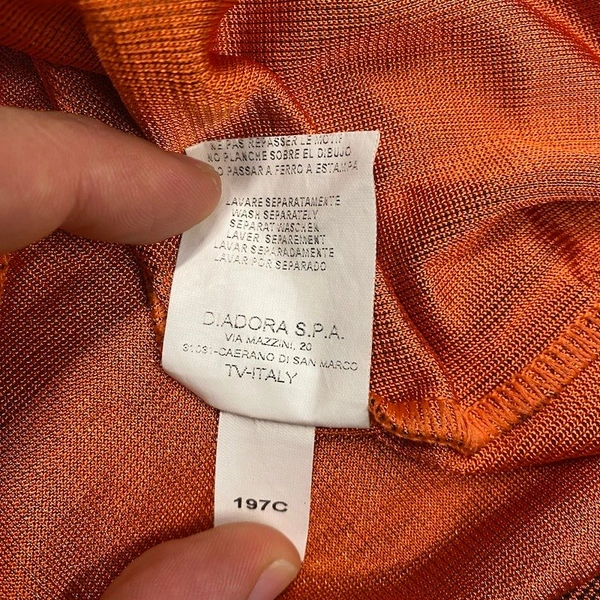 NE PAS REPASSER LE MOTIF
NO PLANCHE SOBRE EL DIBUJO
PASSAR A FERRO A ESTAMPA
LAVARE SEPARATAMENTE
WASH SEPARATELY
SEPARAT WASCHEN
LAVER SEPAREMENT
LAVAR SEPARADAMENTE
LAVAR POR SEPARADO
DIADORA S.P.A.
VIA MAZZINI, 20
31031-CAERANO DI SAN MARCO
TV-ITALY
197C